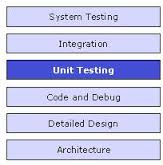 System Testing
Integration
Unit Testing
Code and Debug
Detailed Design
Architecture